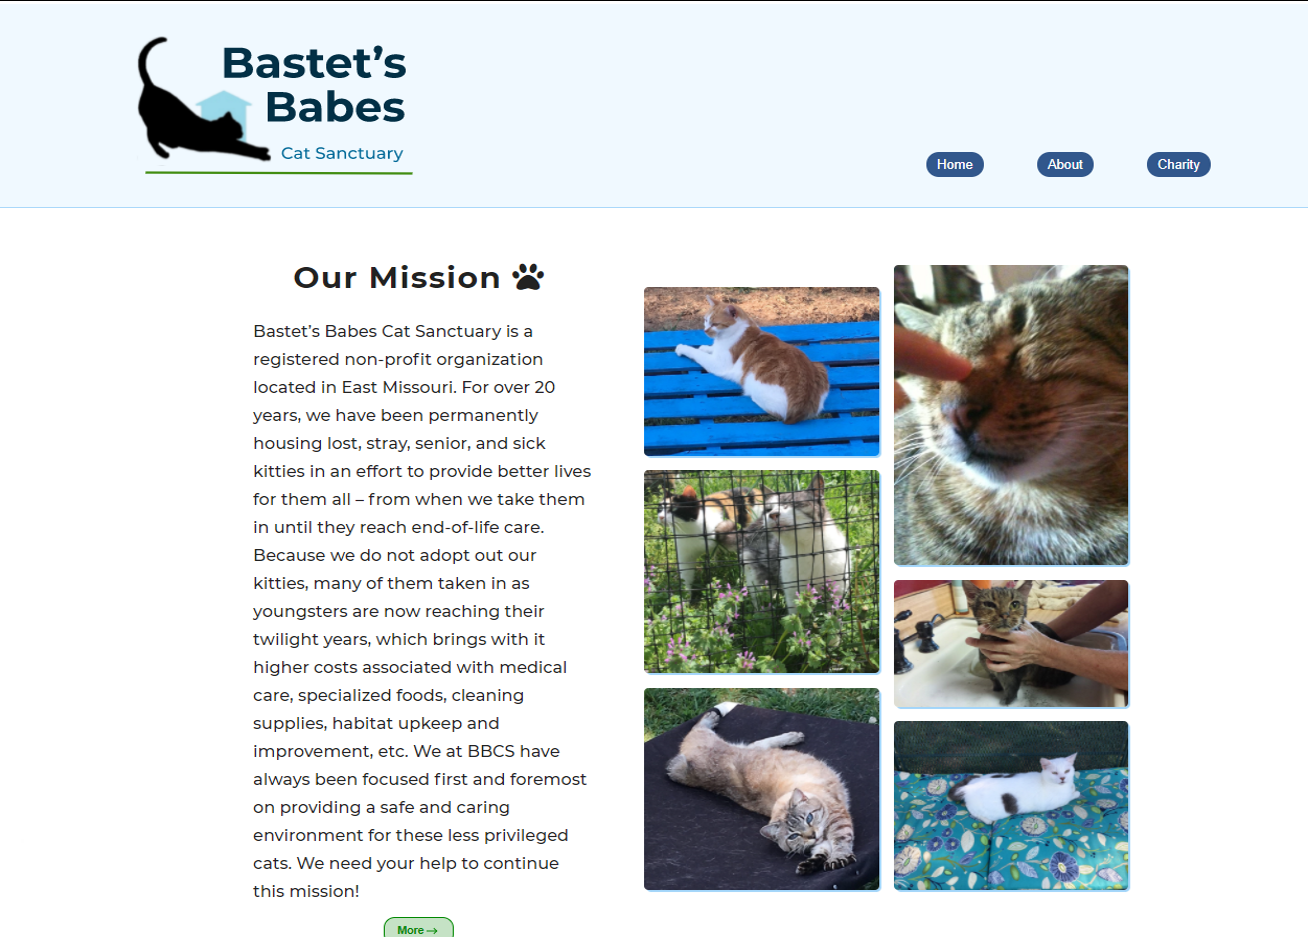 Bastet's
Babes
Cat Sanctuary
Home
About
Charity
Our Mission
Bastet's Babes Cat Sanctuary is a
registered non-profit organization
located in East Missouri. For over 20
years, we have been permanently
housing lost, stray, senior, and sick
kitties in an effort to provide better lives
for them all – from when we take them
in until they reach end-of-life care.
Because we do not adopt out our
kitties, many of them taken in as
youngsters are now reaching their
twilight years, which brings with it
higher costs associated with medical
care, specialized foods, cleaning
supplies, habitat upkeep and
improvement, etc. We at BBCS have
always been focused first and foremost
on providing a safe and caring
environment for these less privileged
cats. We need your help to continue
this mission!
More →